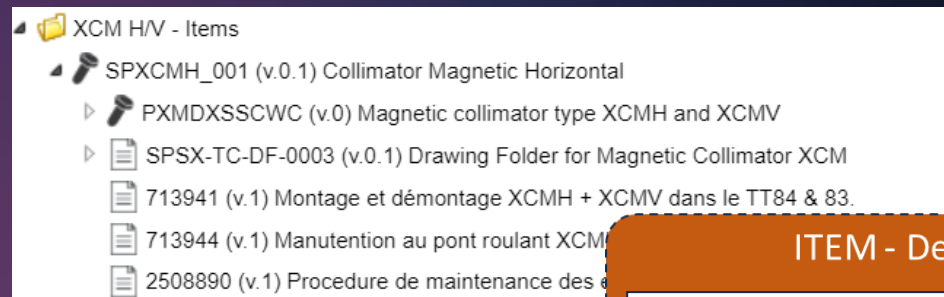 XCM H/V - Items
SPXCMH_001 (v.0.1) Collimator Magnetic Horizontal
PXMDXSSCWC (v.0) Magnetic collimator type XCMH and XCMV
SPSX-TC-DF-0003 (v.0.1) Drawing Folder for Magnetic Collimator XCM
713941 (v.1) Montage et démontage XCMH + XCMV dans le TT84 & 83.
713944 (v.1) Manutention au pont roulant XCM
ITEM - De
2508890 (v.1) Procedure de maintenance des